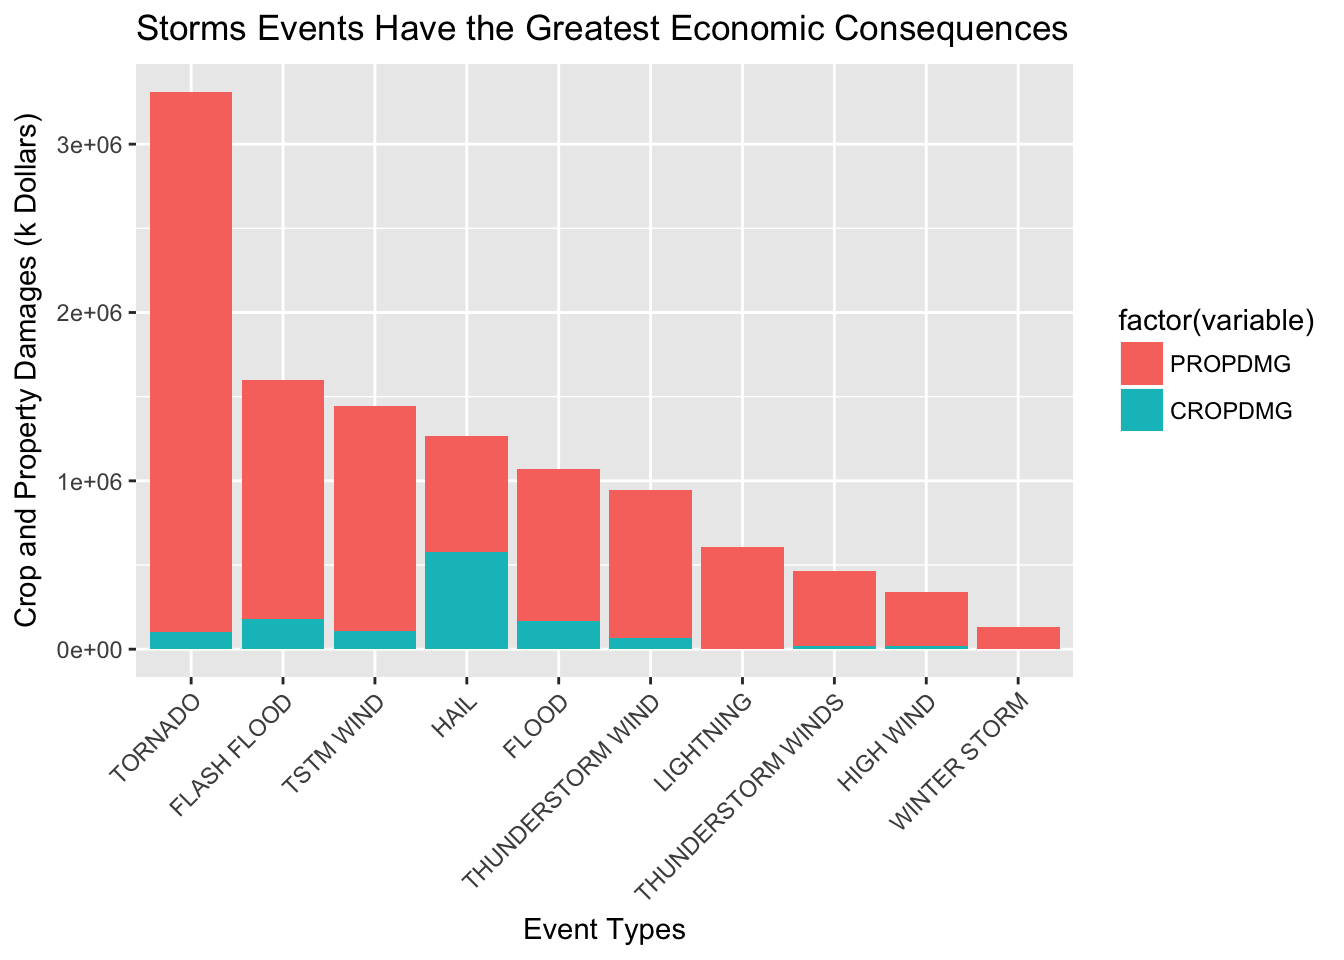 Storms Events Have the Greatest Economic Consequences
Crop and Property Damages (k Dollars)
3e+06
2e+06
1e+06
0e+00
TORNADO
FLASH FLOOD
TSTM WIND
HAIL
FLOOD
THUNDERSTORM WIND
LIGHTNING
THUNDERSTORM WINDS
HIGH WIND
WINTER STORM
Event Types
factor(variable)
PROPDMG
CROPDMG